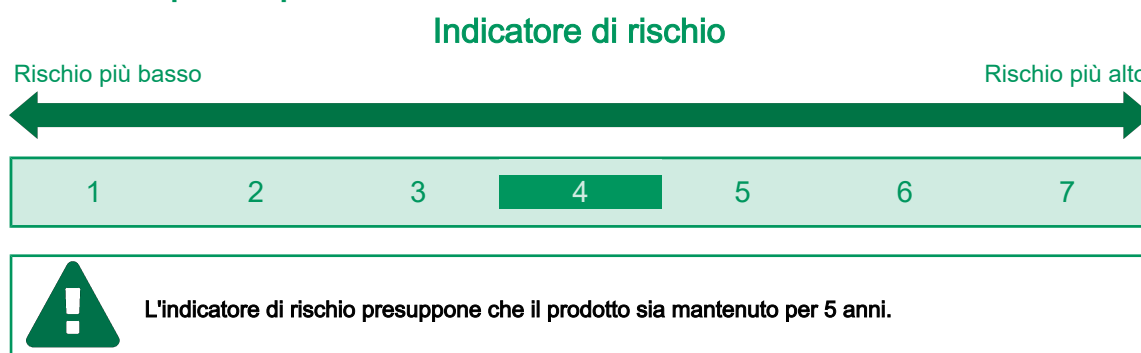 Indicatore di rischio
Rischio più basso
Rischio più alto
1 2 3 4 5 6 7
L'indicatore di rischio presuppone che il prodotto sia mantenuto per 5 anni.